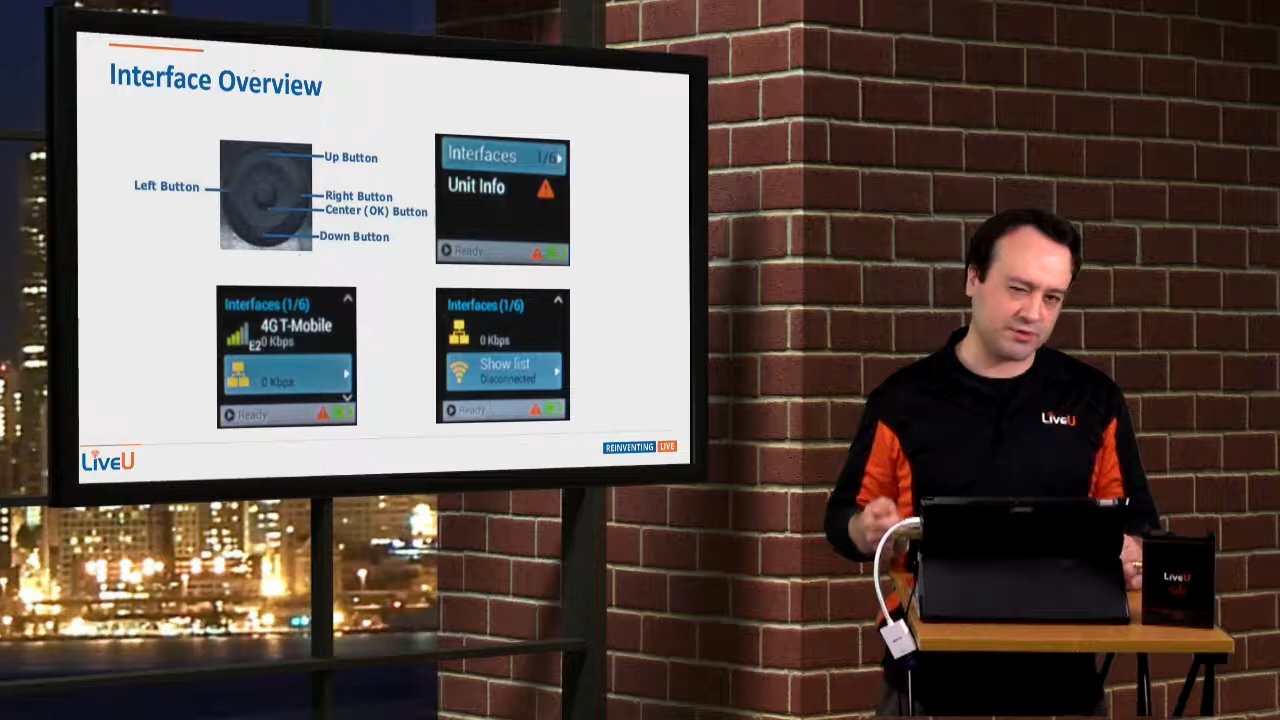 Interface Overview
Up Button
Left Button
Right Button
Center (OK) Button
Down Button
Interfaces 1/6
Unit Info
Ready
Interfaces (1/6)
4G T-Mobile
E2 0 Kbps
0 Kbps
Ready
Interfaces (1/6)
0 Kbps
Show list
Disconnected
Ready
LiveU
REINVENTING LIVE
LiveU
LiveU